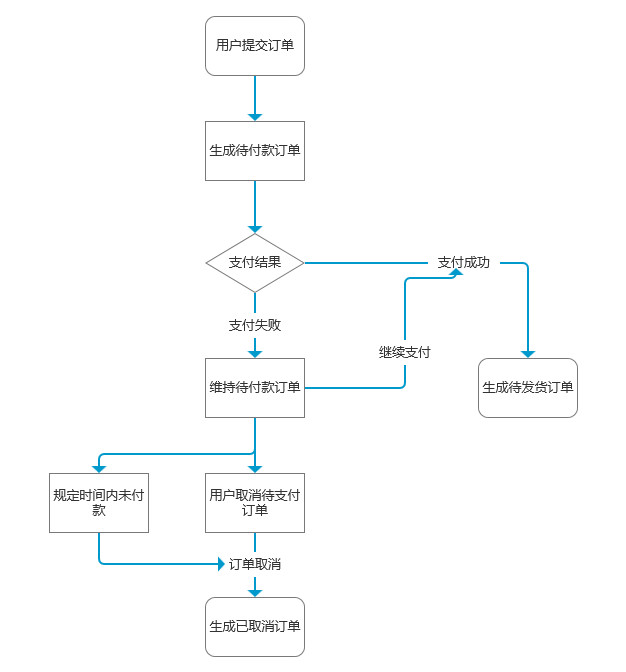 用户提交订单
生成待付款订单
支付结果
支付成功
支付失败
继续支付
维持待付款订单
生成待发货订单
规定时间内未付
款
用户取消待支付
订单
订单取消
生成已取消订单